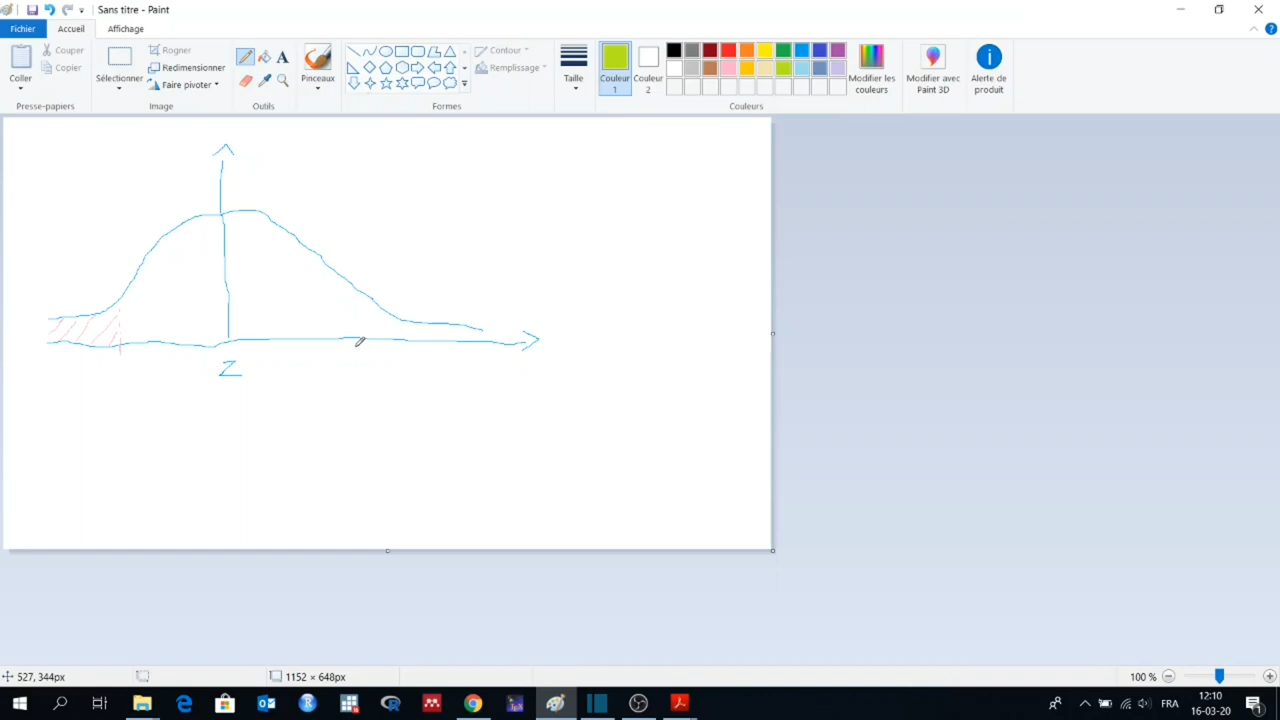 Sans titre - Paint
Fichier Accueil Affichage
Coller
Couper
Copier
Presse-papiers
Sélectionner
Rogner
Redimensionner
Faire pivoter
Image
A
Outils
Pinceaux
Contour
Remplissage
Formes
Taille
Couleur 1
Couleur 2
Modifier les couleurs
Couleurs
Modifier avec Paint 3D
Alerte de produit
Z
527, 344px
1152 × 648px
100 %
FRA
12:10
16-03-20